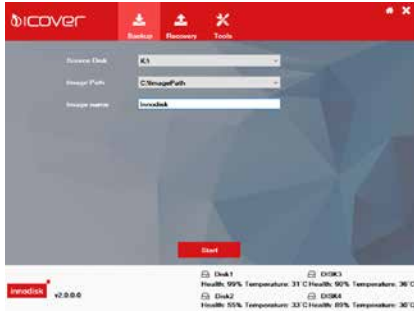 iCOVER
Backup Recovery Tools
Source Disk K:\
Image Path C:\ImagePath
Image name Innodisk
Start
innodisk v2.0.0.0
Disk1 DISK3
Health: 99% Temperature: 31°C Health: 90% Temperature: 36°C
Disk2 DISK4
Health: 55% Temperature: 33°C Health: 89% Temperature: 30°C